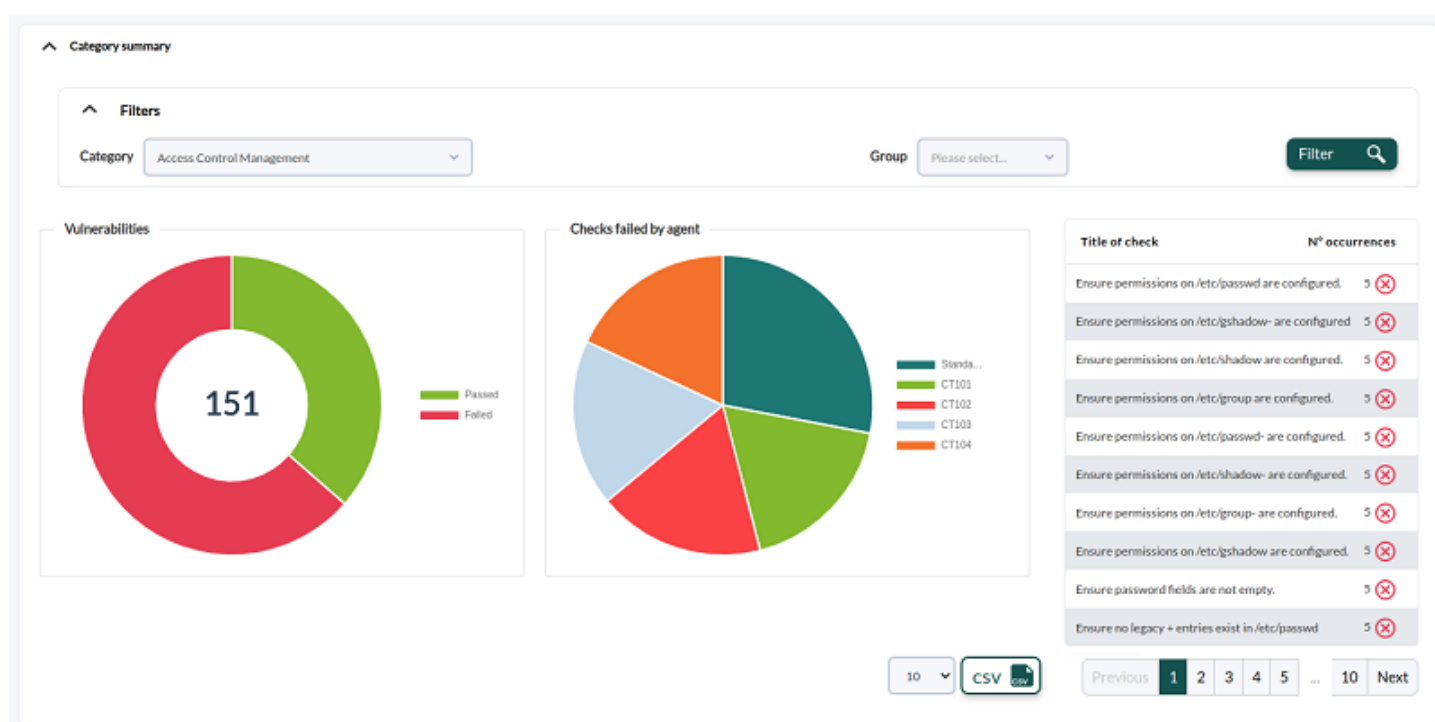 Category summary
Filters
Category Access Control Management Group Please select... Filter
Vulnerabilities
151
Passed
Failed
Checks failed by agent
Standa...
CT101
CT102
CT103
CT104
Title of check Nº occurrences
Ensure permissions on /etc/passwd are configured. 5
Ensure permissions on /etc/gshadow- are configured 5
Ensure permissions on /etc/shadow are configured. 5
Ensure permissions on /etc/group are configured. 5
Ensure permissions on /etc/passwd- are configured. 5
Ensure permissions on /etc/shadow- are configured. 5
Ensure permissions on /etc/group- are configured. 5
Ensure permissions on /etc/gshadow are configured. 5
Ensure password fields are not empty. 5
Ensure no legacy + entries exist in /etc/passwd 5
10 CSV CSV Previous 1 2 3 4 5 ... 10 Next